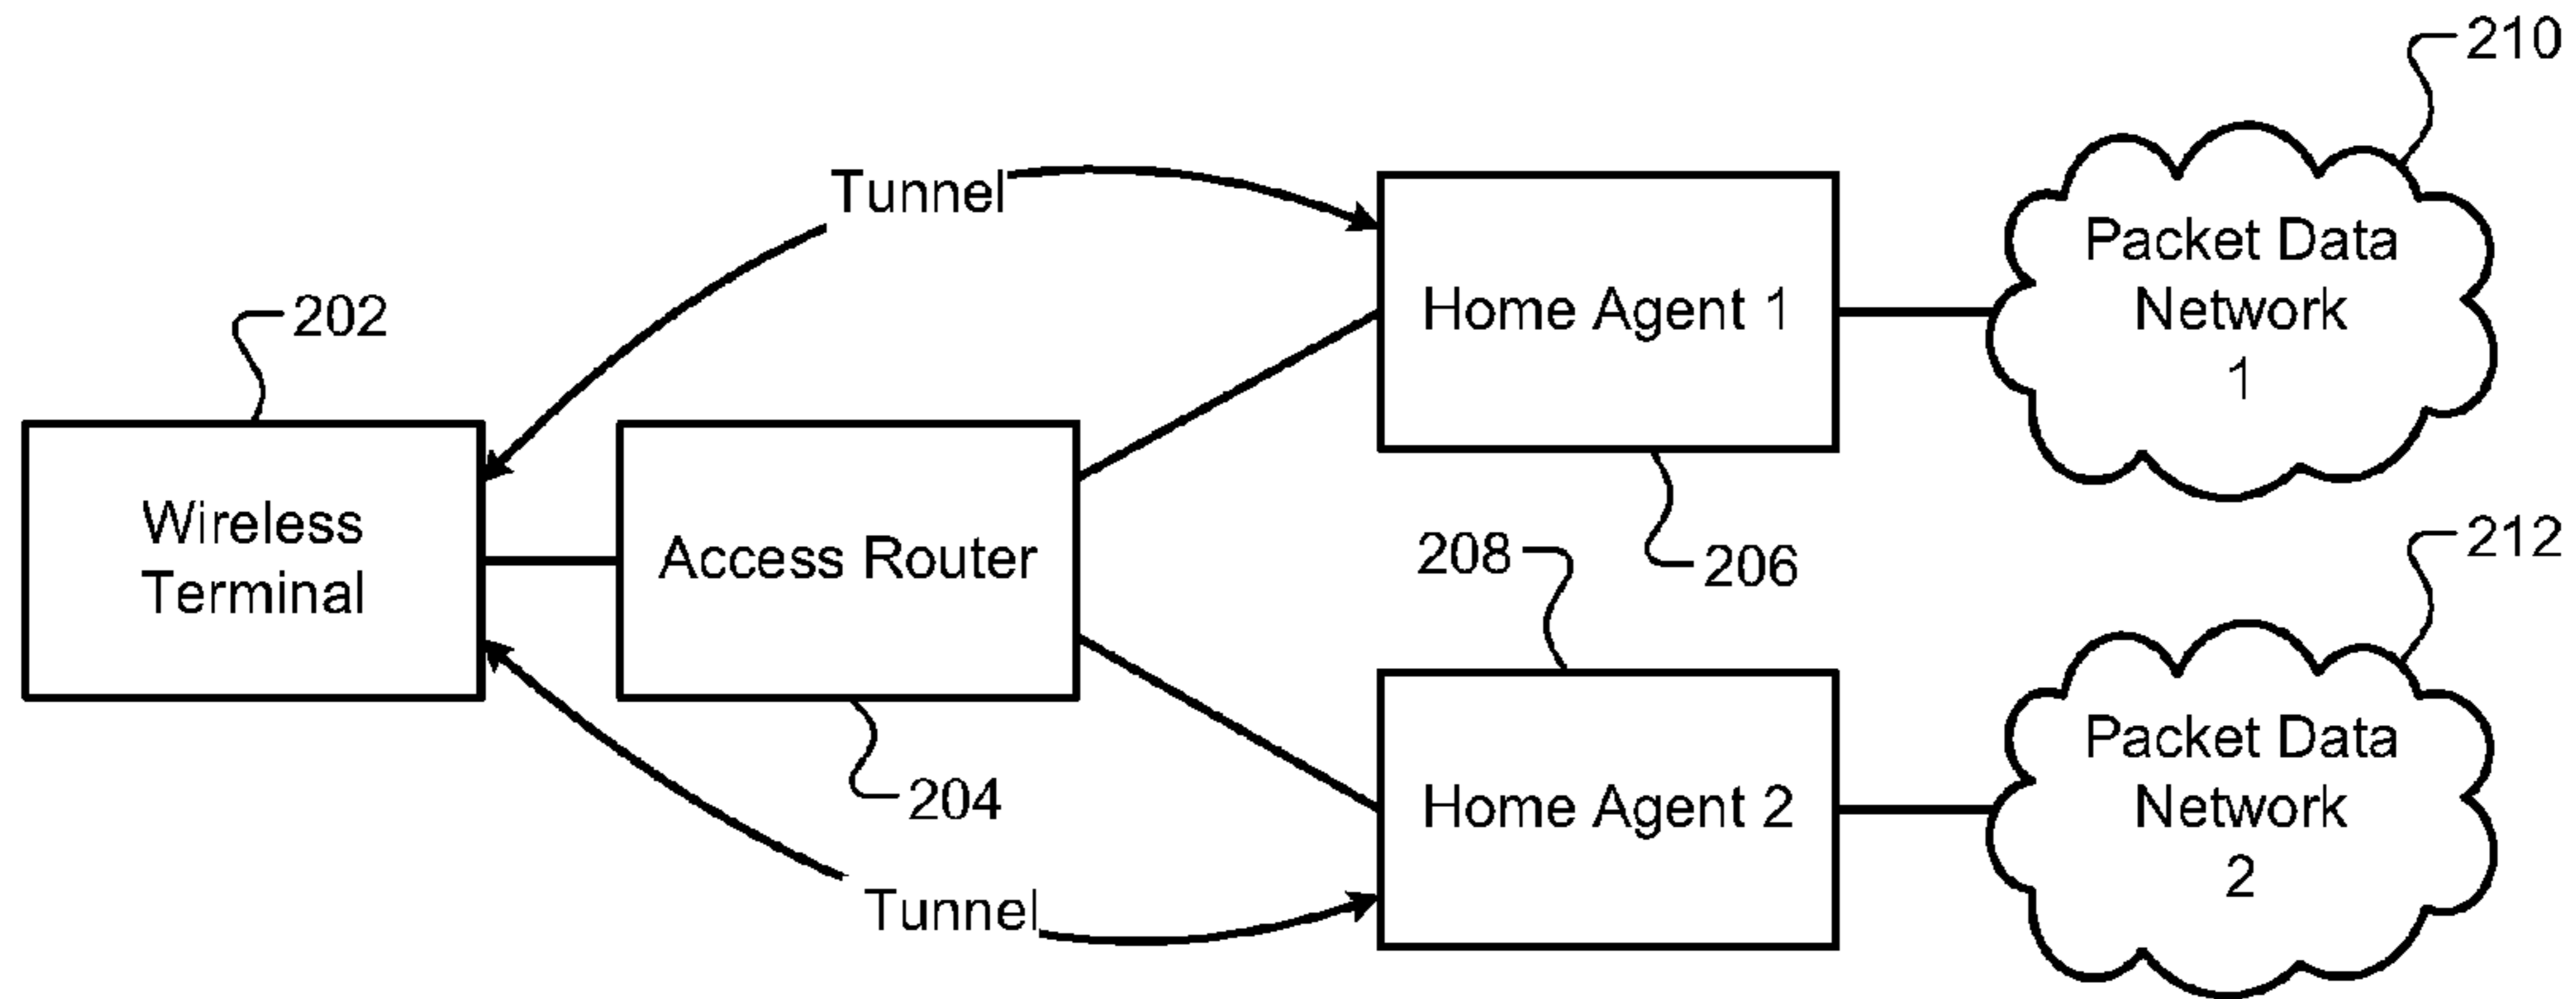 210
Tunnel
Packet Data
Network
1
Home Agent 1
202
Wireless
Terminal
Access Router
206
208
212
204
Packet Data
Network
2
Home Agent 2
Tunnel